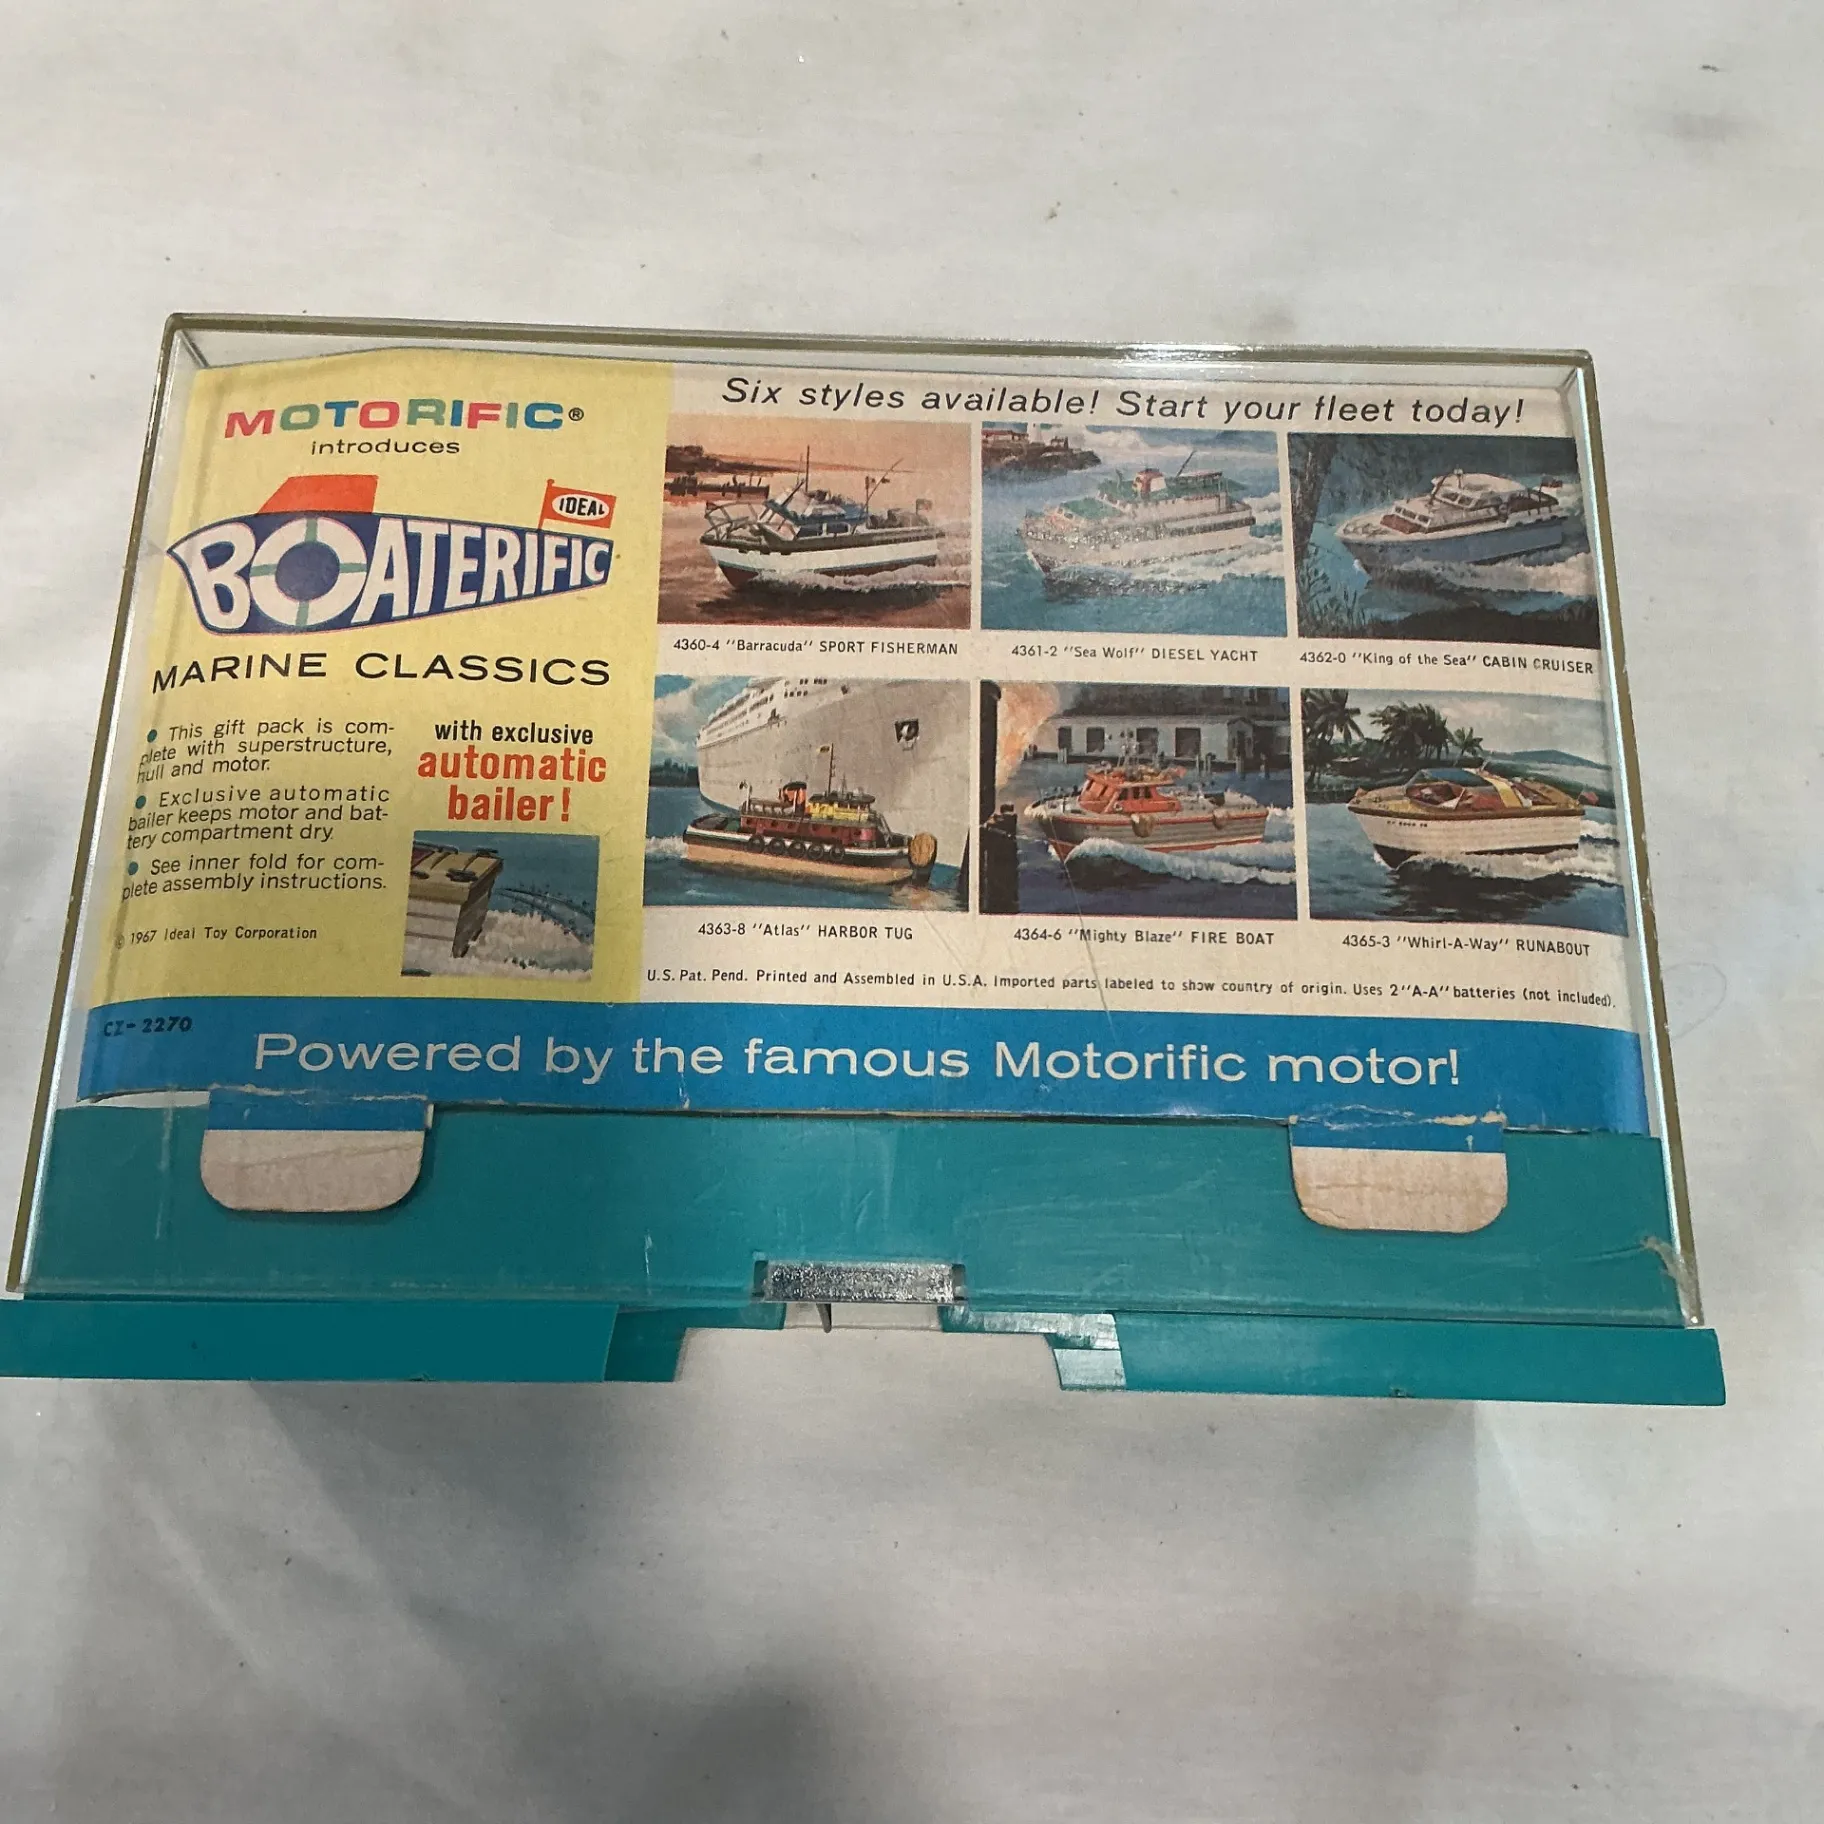 MOTORIFIC®
introduces
IDEAL
BOATERIFIC
MARINE CLASSICS
• This gift pack is com-
plete with superstructure,
hull and motor.
• Exclusive automatic
bailer keeps motor and bat-
tery compartment dry.
• See inner fold for com-
plete assembly instructions.
© 1967 Ideal Toy Corporation
with exclusive
automatic
bailer!
Six styles available! Start your fleet today!
4360-4 "Barracuda" SPORT FISHERMAN
4361-2 "Sea Wolf" DIESEL YACHT
4362-0 "King of the Sea" CABIN CRUISER
4363-8 "Atlas" HARBOR TUG
4364-6 "Mighty Blaze" FIRE BOAT
4365-3 "Whirl-A-Way" RUNABOUT
U.S. Pat. Pend. Printed and Assembled in U.S.A. Imported parts labeled to show country of origin. Uses 2 "A-A" batteries (not included).
CZ-2270
Powered by the famous Motorific motor!